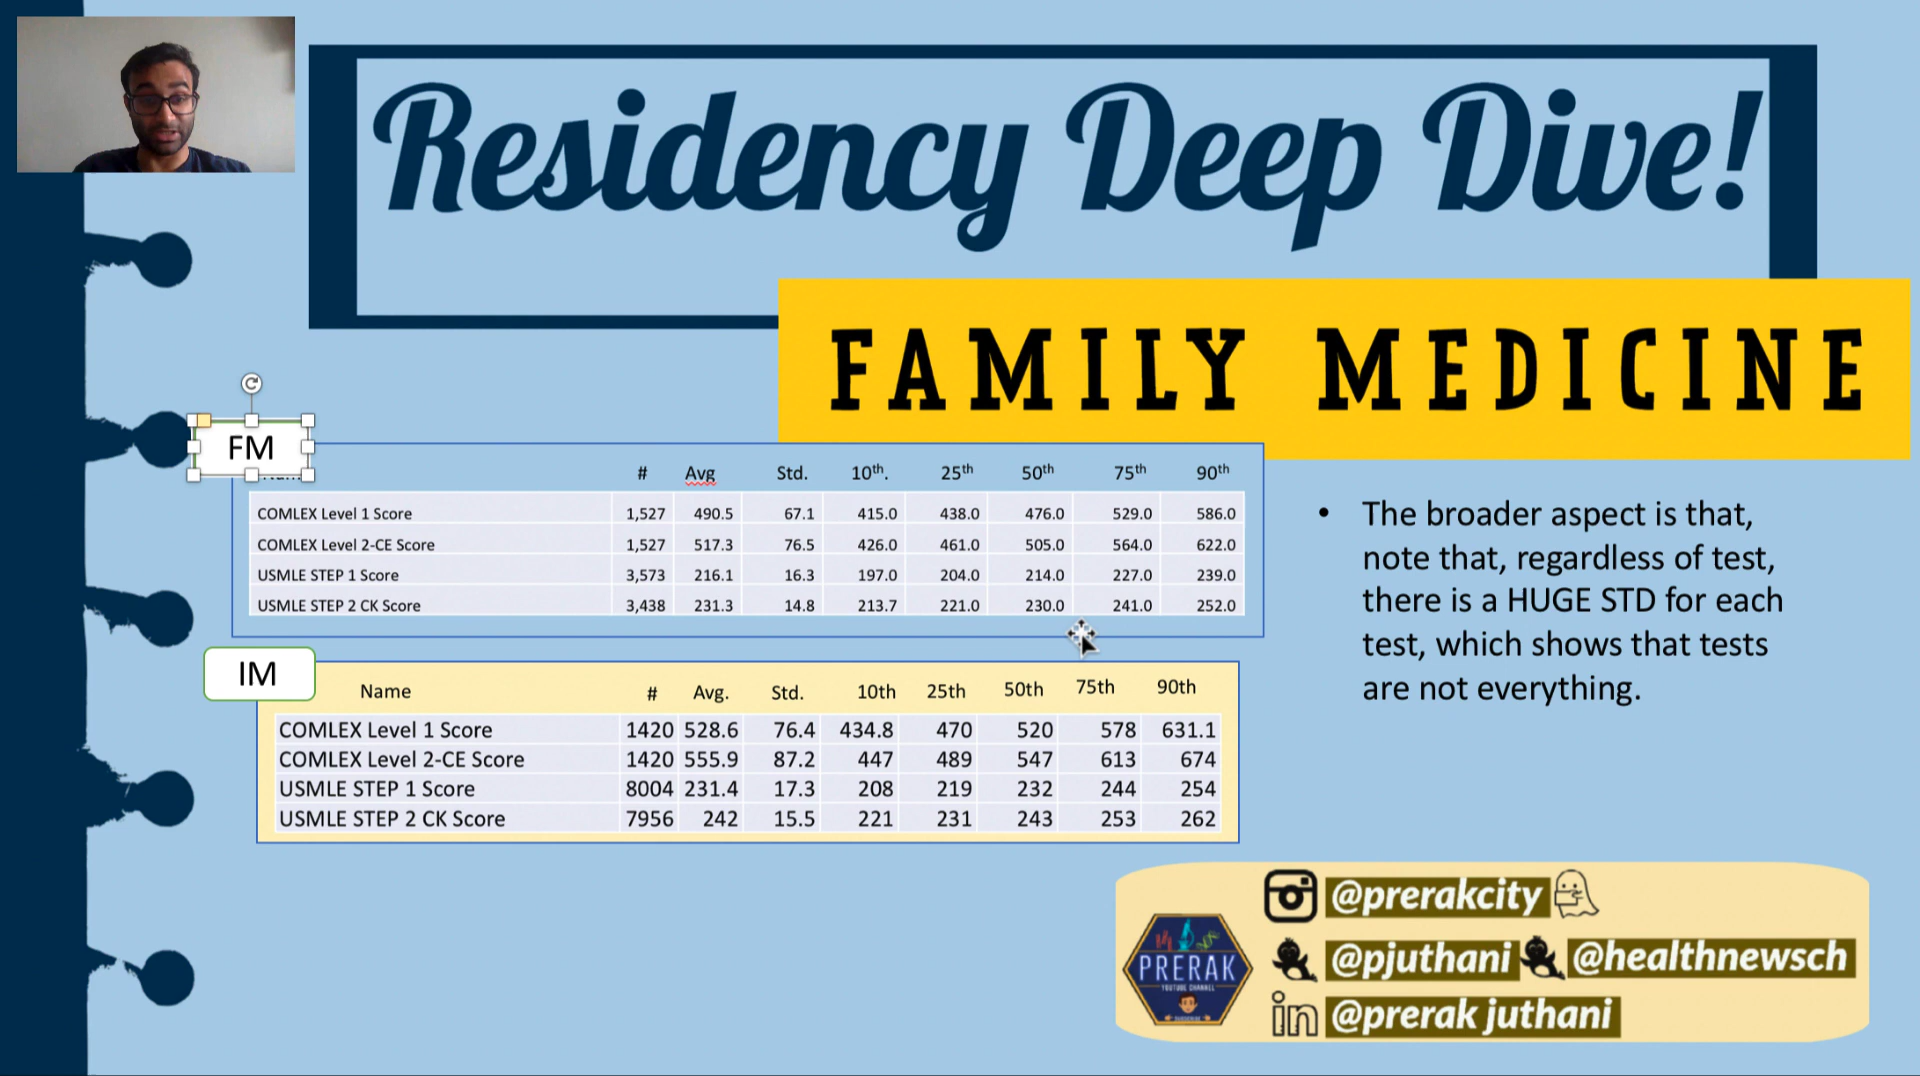 Residency Deep Dive!
FAMILY MEDICINE
FM
# Avg Std. 10th. 25th 50th 75th 90th
COMLEX Level 1 Score 1,527 490.5 67.1 415.0 438.0 476.0 529.0 586.0
COMLEX Level 2-CE Score 1,527 517.3 76.5 426.0 461.0 505.0 564.0 622.0
USMLE STEP 1 Score 3,573 216.1 16.3 197.0 204.0 214.0 227.0 239.0
USMLE STEP 2 CK Score 3,438 231.3 14.8 213.7 221.0 230.0 241.0 252.0
IM
Name # Avg. Std. 10th 25th 50th 75th 90th
COMLEX Level 1 Score 1420 528.6 76.4 434.8 470 520 578 631.1
COMLEX Level 2-CE Score 1420 555.9 87.2 447 489 547 613 674
USMLE STEP 1 Score 8004 231.4 17.3 208 219 232 244 254
USMLE STEP 2 CK Score 7956 242 15.5 221 231 243 253 262
• The broader aspect is that,
note that, regardless of test,
there is a HUGE STD for each
test, which shows that tests
are not everything.
PRERAK
YOUTUBE CHANNEL
@prerakcity
@pjuthani @healthnewsch
in @prerak juthani